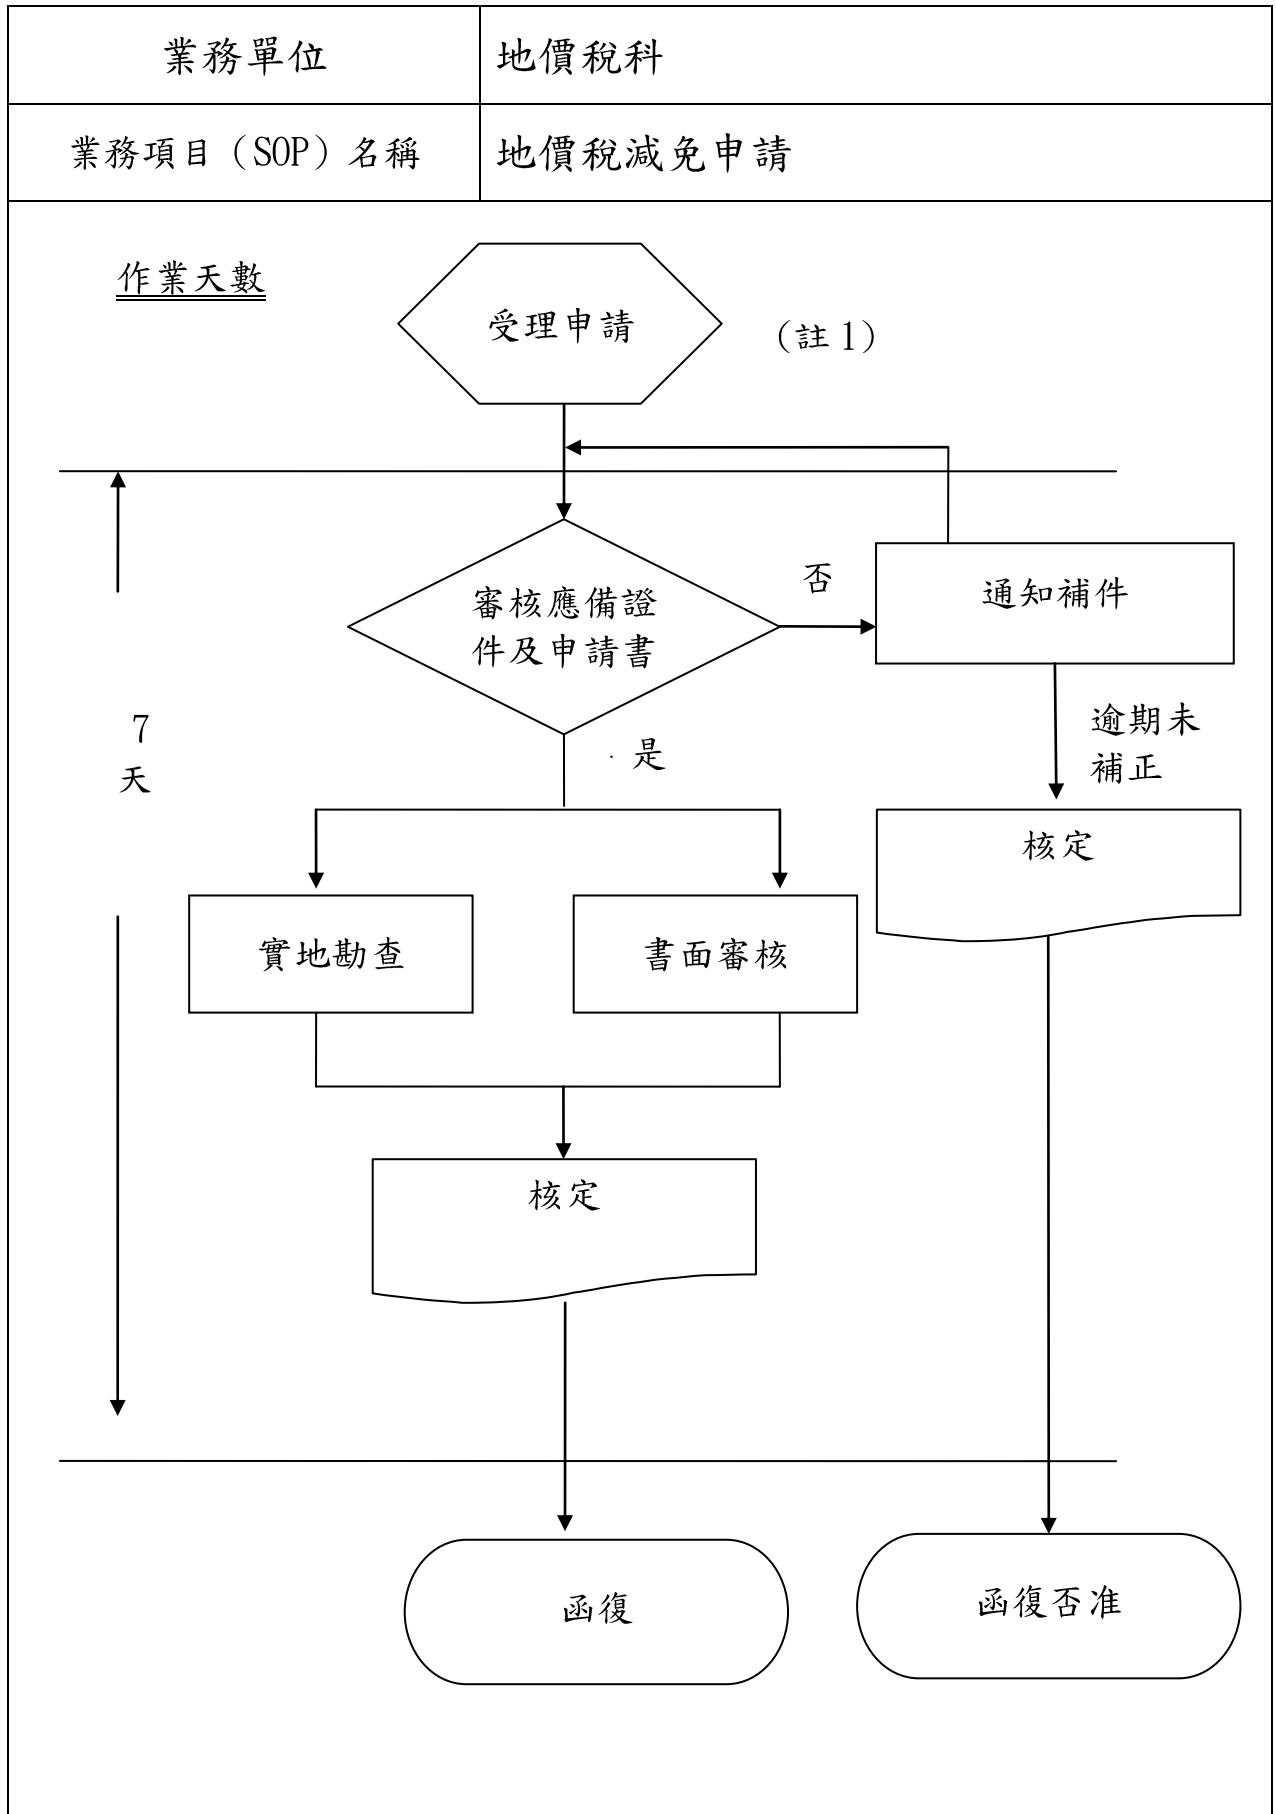 業務單位
地價稅科
業務項目（SOP）名稱
地價稅減免申請
作業天數
受理申請
（註1）
審核應備證
件及申請書
否
通知補件
是
逾期未
補正
7
天
核定
實地勘查
書面審核
核定
函復
函復否准